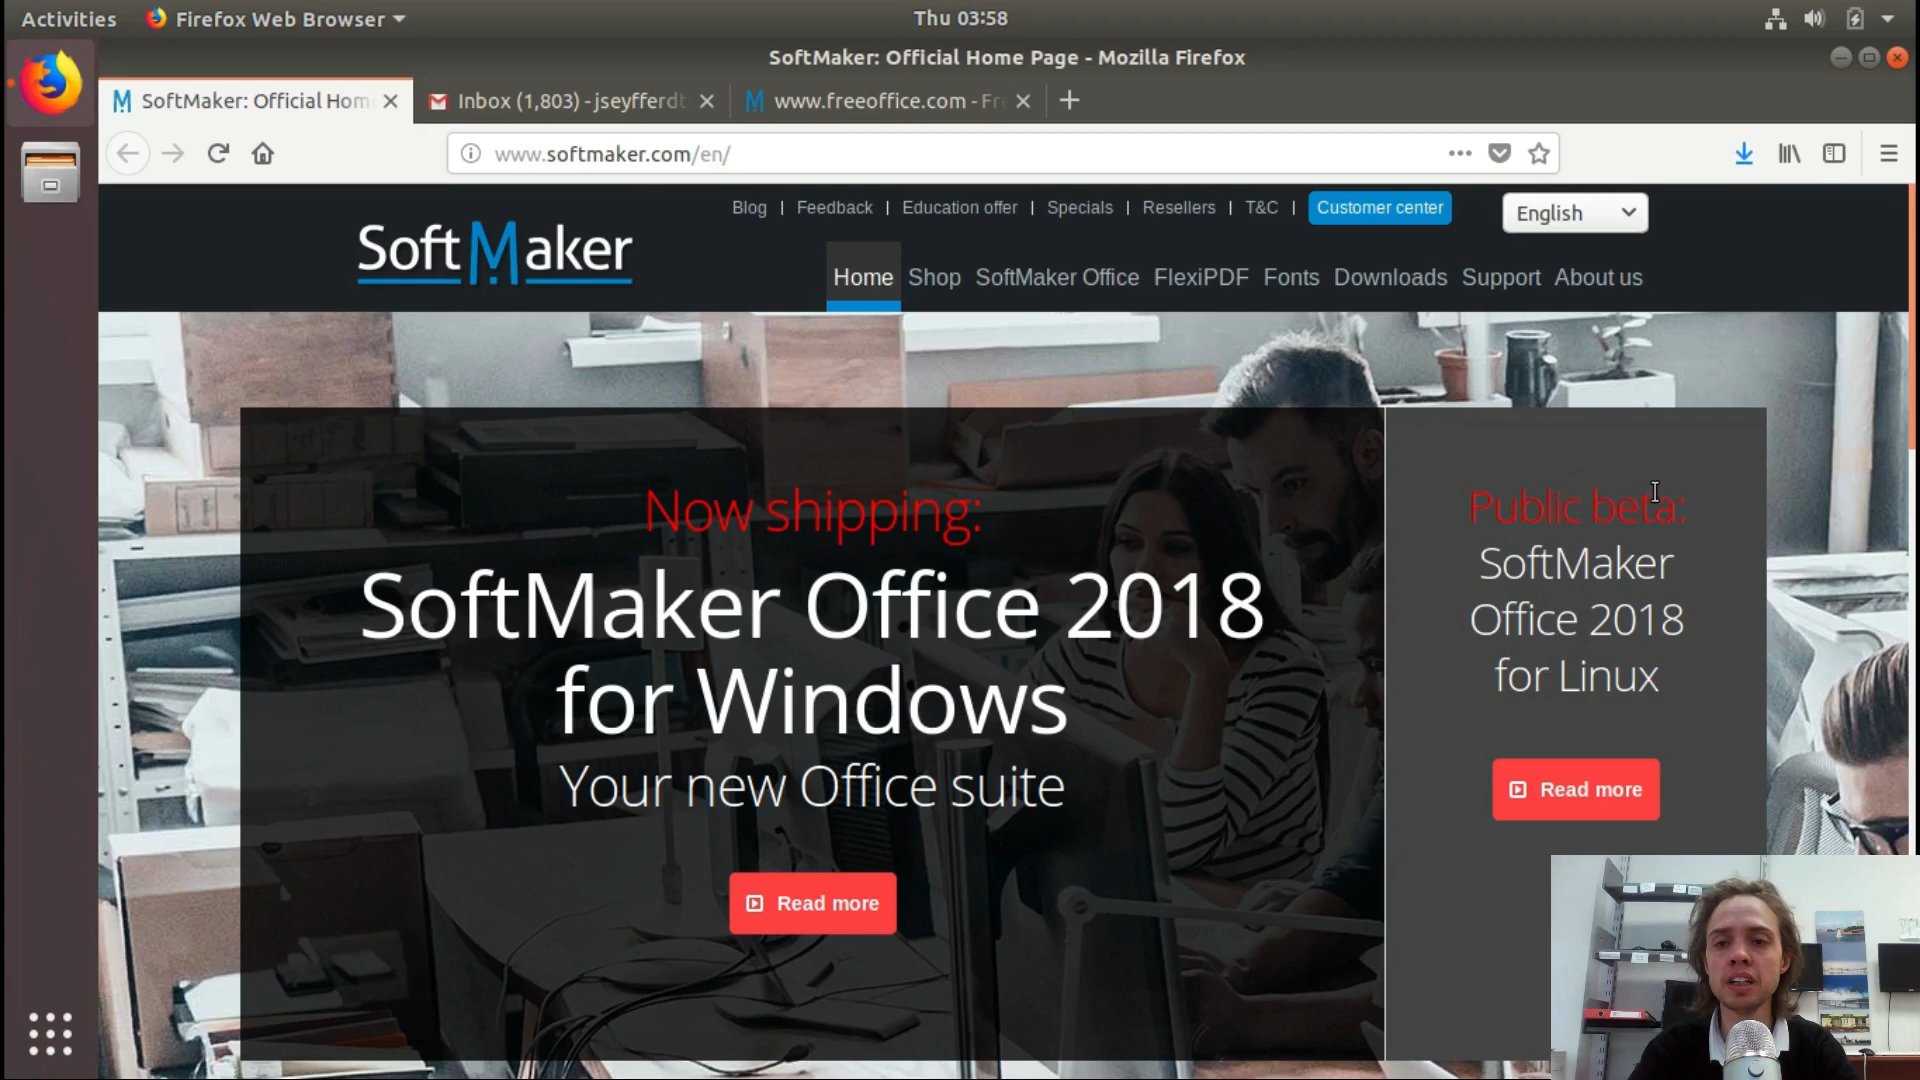 Activities Firefox Web Browser Thu 03:58
SoftMaker: Official Home Page - Mozilla Firefox
SoftMaker: Official Hom Inbox (1,803) - jseyfferdt www.freeoffice.com - Fr
www.softmaker.com/en/
Blog | Feedback | Education offer | Specials | Resellers | T&C | Customer center English
SoftMaker
Home Shop SoftMaker Office FlexiPDF Fonts Downloads Support About us
Now shipping:
SoftMaker Office 2018
for Windows
Your new Office suite
Read more
Public beta:
SoftMaker
Office 2018
for Linux
Read more